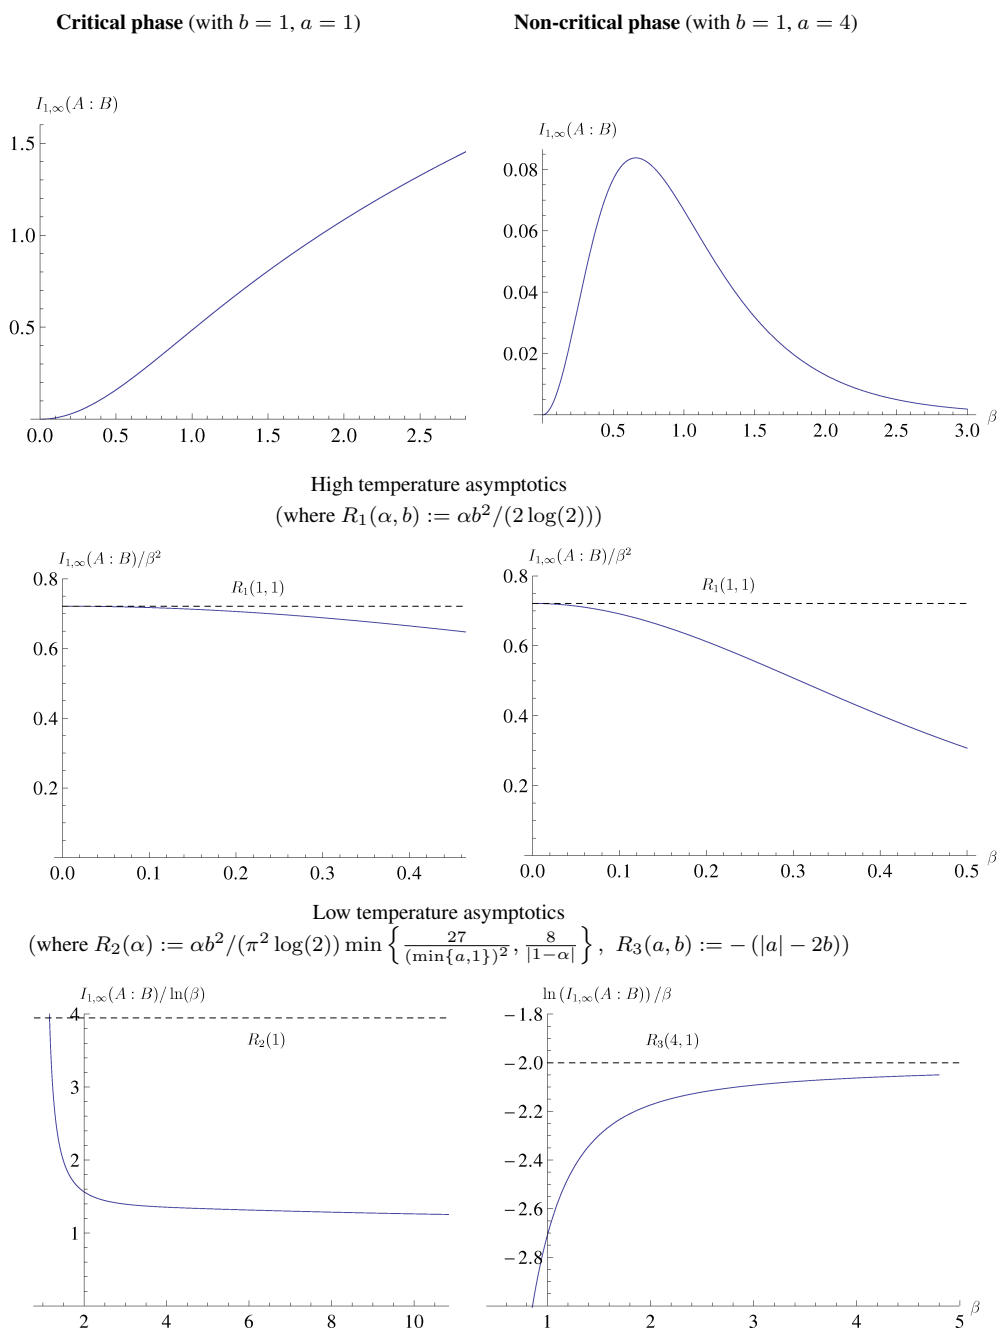 Critical phase (with b = 1, a = 1)
Non-critical phase (with b = 1, a = 4)
I_{1,∞}(A : B)
1.5
1.0
0.5
0.0 0.5 1.0 1.5 2.0 2.5
I_{1,∞}(A : B)
0.08
0.06
0.04
0.02
0.5 1.0 1.5 2.0 2.5 3.0 β
High temperature asymptotics
(where R_1(α, b) := αb^2/(2 log(2)))
I_{1,∞}(A : B)/β^2
R_1(1, 1)
0.8
0.6
0.4
0.2
0.0 0.1 0.2 0.3 0.4
I_{1,∞}(A : B)/β^2
R_1(1, 1)
0.8
0.6
0.4
0.2
0.0 0.1 0.2 0.3 0.4 0.5 β
Low temperature asymptotics
(where R_2(α) := αb^2/(π^2 log(2)) min { 27/(min{a,1})^2, 8/|1−α| }, R_3(a, b) := − (|a| − 2b))
I_{1,∞}(A : B)/ ln(β)
R_2(1)
4
3
2
1
2 4 6 8 10
ln (I_{1,∞}(A : B)) /β
R_3(4, 1)
−1.8
−2.0
−2.2
−2.4
−2.6
−2.8
1 2 3 4 5 β